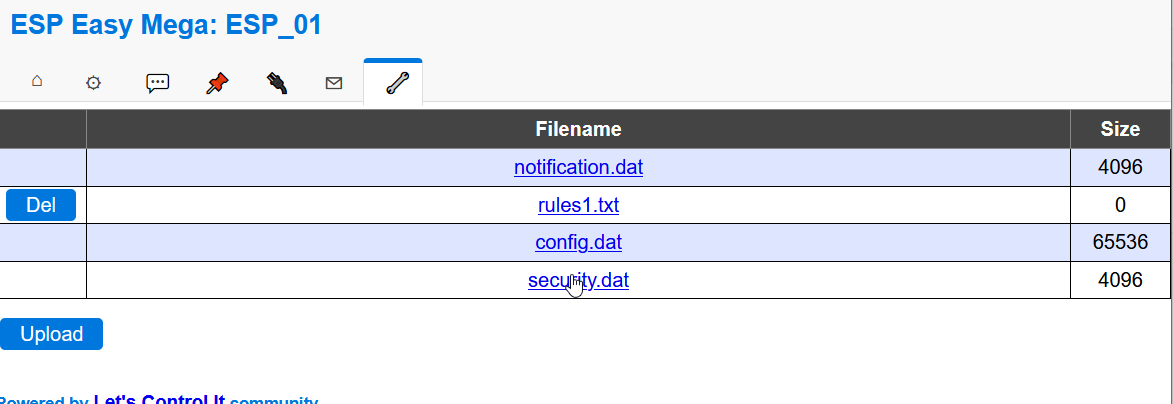 ESP Easy Mega: ESP_01
Filename Size
notification.dat 4096
Del rules1.txt 0
config.dat 65536
security.dat 4096
Upload
Powered by Let's Control It community